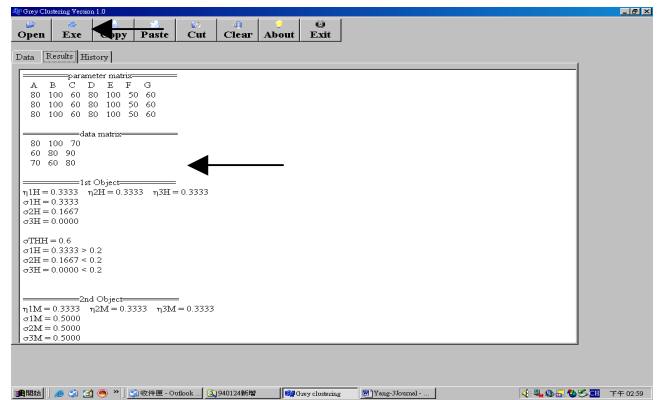 Grey Clustering Version 1.0
Open Exe Copy Paste Cut Clear About Exit
Data Results History
parameter matrix
A B C D E F G
80 100 60 80 100 50 60
80 100 60 80 100 50 60
80 100 60 80 100 50 60
data matrix
80 100 70
60 80 90
70 60 80
1st Object
η1H = 0.3333 η2H = 0.3333 η3H = 0.3333
σ1H = 0.3333
σ2H = 0.1667
σ3H = 0.0000
σTHH = 0.6
σ1H = 0.3333 > 0.2
σ2H = 0.1667 < 0.2
σ3H = 0.0000 < 0.2
2nd Object
η1M = 0.3333 η2M = 0.3333 η3M = 0.3333
σ1M = 0.5000
σ2M = 0.5000
σ3M = 0.5000
開始 收件匣 - Outlook ... 940124新增 Grey clustering Yang-3Journal - ... CH 下午 02:59